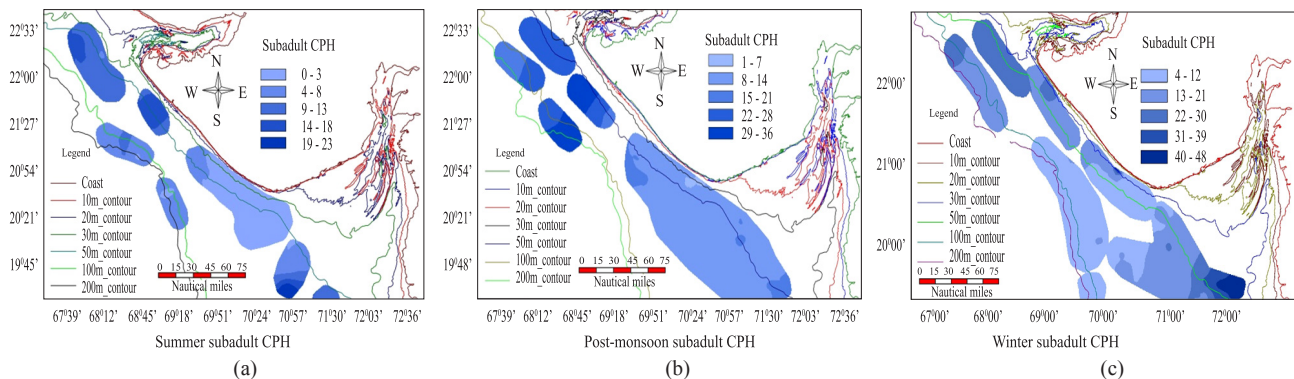 22°33'
22°00'
21°27'
20°54'
20°21'
19°45'
Subadult CPH
0 - 3
4 - 8
9 - 13
14 - 18
19 - 23
N
W E
S
Legend
Coast
10m_contour
20m_contour
30m_contour
50m_contour
100m_contour
200m_contour
0 15 30 45 60 75
Nautical miles
67°39' 68°12' 68°45' 69°18' 69°51' 70°24' 70°57' 71°30' 72°03' 72°36'
Summer subadult CPH
(a)
22°33'
22°00'
21°27'
20°54'
20°21'
19°48'
Subadult CPH
1 - 7
8 - 14
15 - 21
22 - 28
29 - 36
N
W E
S
Legend
Coast
10m_contour
20m_contour
30m_contour
50m_contour
100m_contour
200m_contour
0 15 30 45 60 75
Nautical miles
67°39' 68°12' 68°45' 69°18' 69°51' 70°24' 70°57' 71°30' 72°03' 72°36'
Post-monsoon subadult CPH
(b)
22°00'
21°00'
20°00'
Subadult CPH
4 - 12
13 - 21
22 - 30
31 - 39
40 - 48
N
W E
S
Legend
Coast
10m_contour
20m_contour
30m_contour
50m_contour
100m_contour
200m_contour
0 15 30 45 60 75
Nautical miles
67°00' 68°00' 69°00' 70°00' 71°00' 72°00'
Winter subadult CPH
(c)